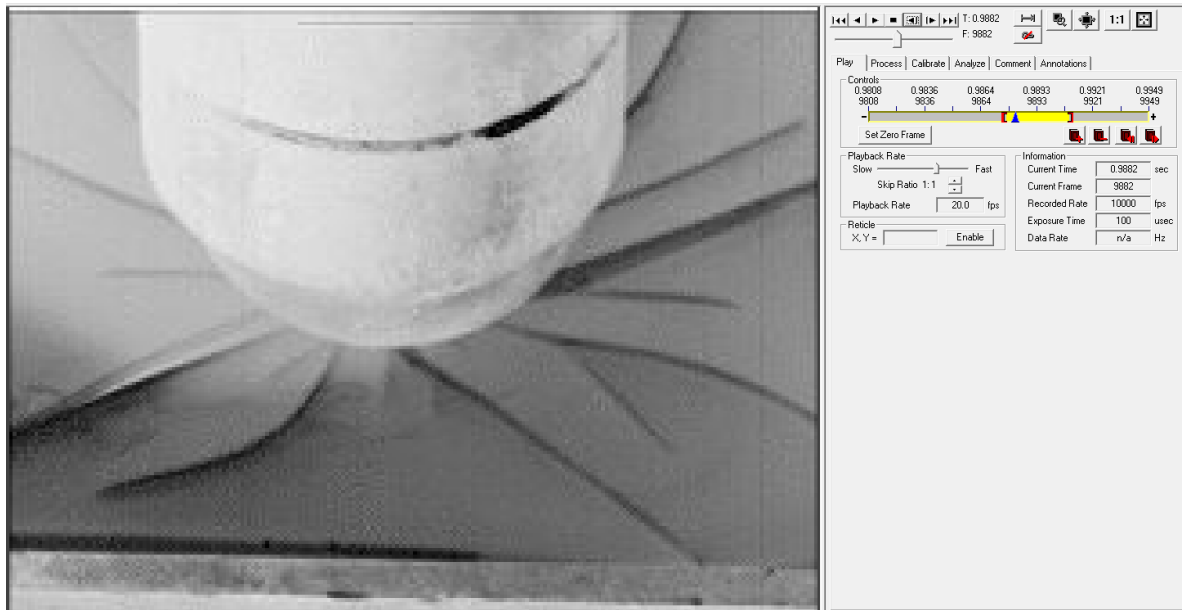 T: 0.9882
F: 9882
1:1
Play Process Calibrate Analyze Comment Annotations
Controls
0.9808 0.9836 0.9864 0.9893 0.9921 0.9949
9808 9836 9864 9893 9921 9949
- +
Set Zero Frame
Playback Rate
Slow Fast
Skip Ratio 1:1
Playback Rate 20.0 fps
Reticle
X, Y = Enable
Information
Current Time 0.9882 sec
Current Frame 9882
Recorded Rate 10000 fps
Exposure Time 100 usec
Data Rate n/a Hz